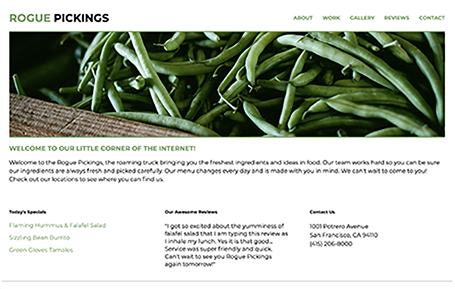 ROGUE PICKINGS
ABOUT WORK GALLERY REVIEWS CONTACT
WELCOME TO OUR LITTLE CORNER OF THE INTERNET!
Welcome to the Rogue Pickings, the roaming truck bringing you the freshest ingredients and ideas in food. Our team works hard so you can be sure
our ingredients are always fresh and picked carefully. Our menu changes every day and is made with you in mind. We can't wait to come to you!
Check out our locations to see where you can find us.
Today's Specials
Flaming Hummus & Falafel Salad
Sizzling Bean Burrito
Green Gloves Tamales
Our Awesome Reviews
"I got so excited about the yumminess of
falafel salad that I am typing this review as
I inhale my lunch. Yes it is that good...
Service was super friendly and quick.
Can't wait to see you Rogue Pickings
again tomorrow!"
Contact Us
1001 Potrero Avenue
San Francisco, CA 94110
(415) 206-8000